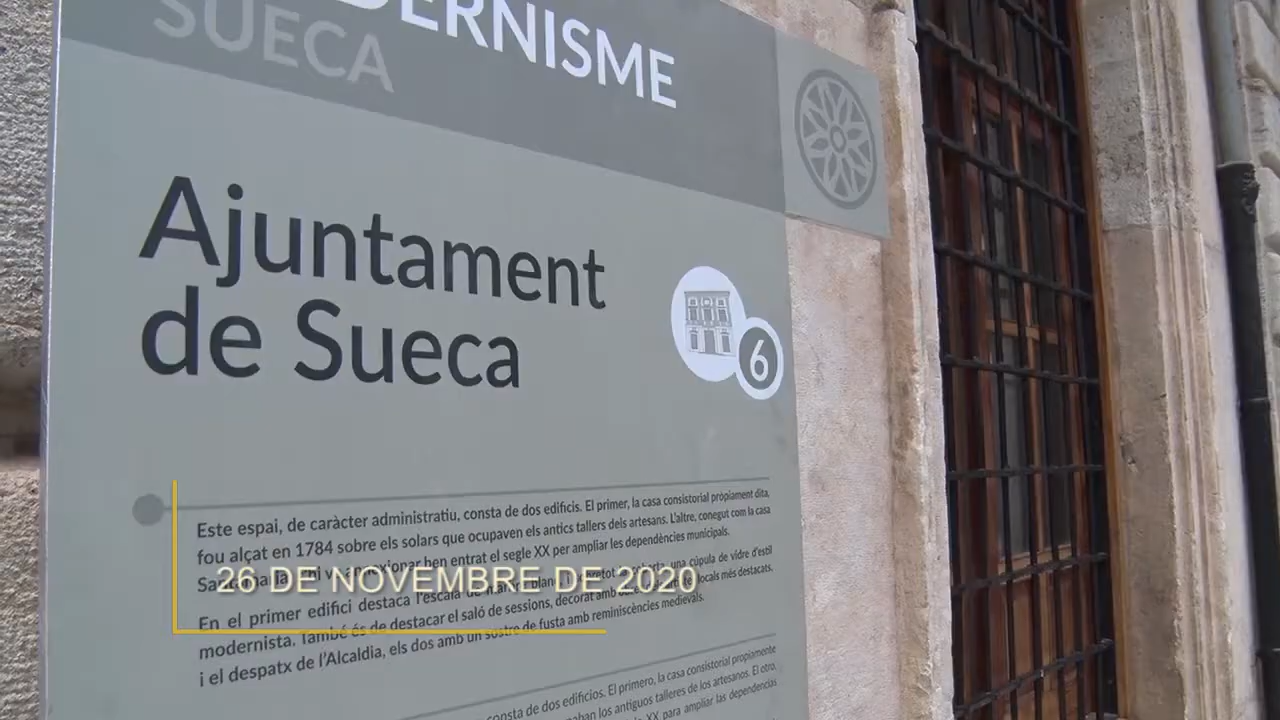 SUECA
DERNISME
Ajuntament
de Sueca
6
Este espai, de caràcter administratiu, consta de dos edificis. El primer, la casa consistorial pròpiament dita,
fou alçat en 1784 sobre els solars que ocupaven els antics tallers dels artesans. L'altre, conegut com la casa
annexionar ben entrat el segle XX per ampliar les dependències municipals.
26 DE NOVEMBRE DE 2020
En el primer edifici destaca l'escala de marbre blanc una cúpula de vidre d'estil
modernista. També és de destacar el saló de sessions, decorat amb locals més destacats.
i el despatx de l'Alcaldia, els dos amb un sostre de fusta amb reminiscències medievals.
consta de dos edificios. El primero, la casa consistorial propiamente
los antiguos talleres de los artesanos. El otro,
XX para ampliar las dependencias